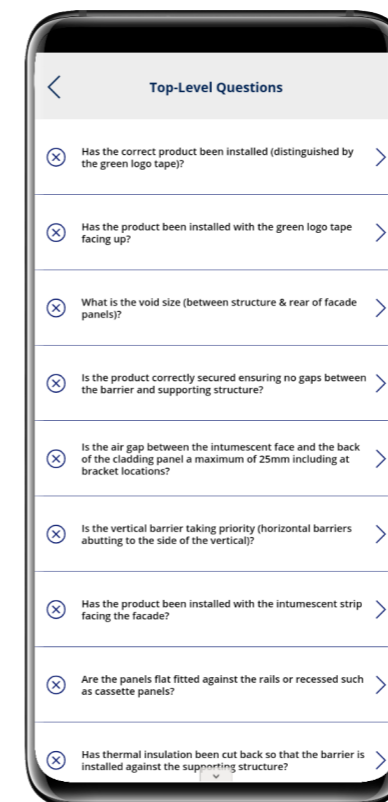 Top-Level Questions
Has the correct product been installed (distinguished by
the green logo tape)?
Has the product been installed with the green logo tape
facing up?
What is the void size (between structure & rear of facade
panels)?
Is the product correctly secured ensuring no gaps between
the barrier and supporting structure?
Is the air gap between the intumescent face and the back
of the cladding panel a maximum of 25mm including at
bracket locations?
Is the vertical barrier taking priority (horizontal barriers
abutting to the side of the vertical)?
Has the product been installed with the intumescent strip
facing the facade?
Are the panels flat fitted against the rails or recessed such
as cassette panels?
Has thermal insulation been cut back so that the barrier is
installed against the supporting structure?